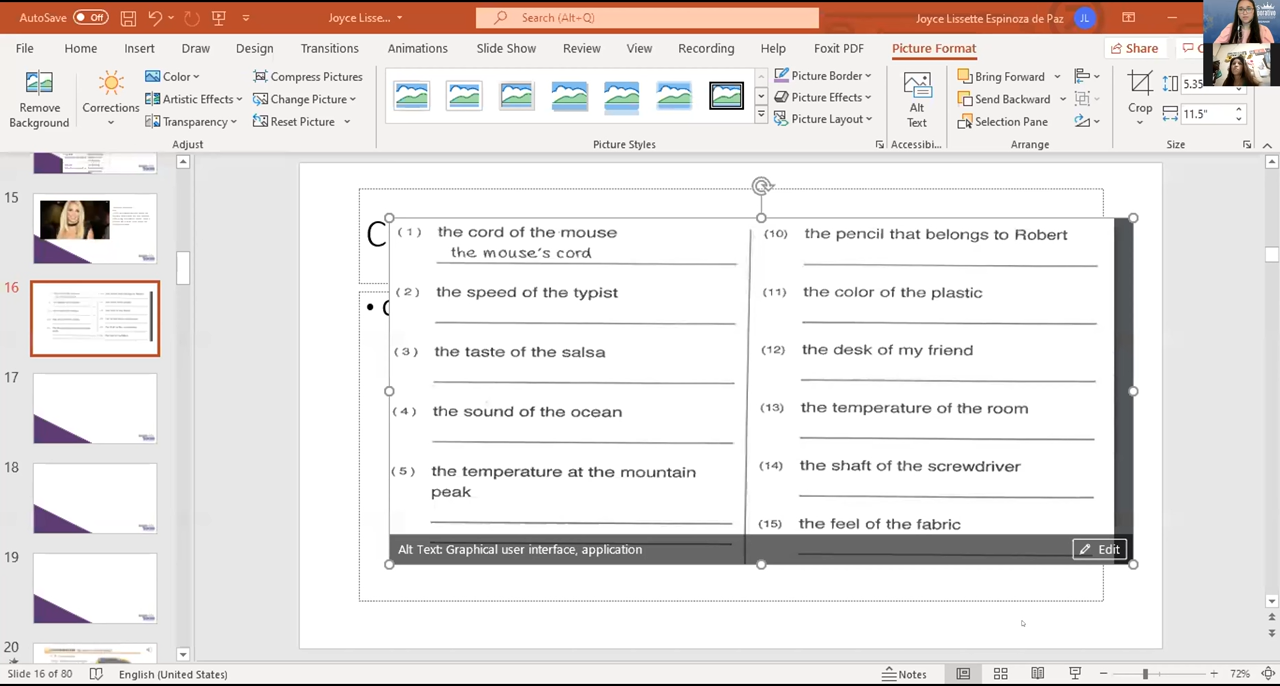 AutoSave Off Joyce Lisse... Search (Alt+Q) Joyce Lissette Espinoza de Paz JL
File Home Insert Draw Design Transitions Animations Slide Show Review View Recording Help Foxit PDF Picture Format Share
Remove Background
Corrections
Color
Artistic Effects
Transparency
Compress Pictures
Change Picture
Reset Picture
Adjust
Picture Styles
Picture Border
Picture Effects
Picture Layout
Alt Text
Accessibi...
Bring Forward
Send Backward
Selection Pane
Arrange
Crop
5.35
11.5"
Size
15
16
17
18
19
20
C
(1) the cord of the mouse
the mouse's cord
(2) the speed of the typist
(3) the taste of the salsa
(4) the sound of the ocean
(5) the temperature at the mountain
peak
(10) the pencil that belongs to Robert
(11) the color of the plastic
(12) the desk of my friend
(13) the temperature of the room
(14) the shaft of the screwdriver
(15) the feel of the fabric
Alt Text: Graphical user interface, application
Edit
Slide 16 of 80 English (United States) Notes 72%